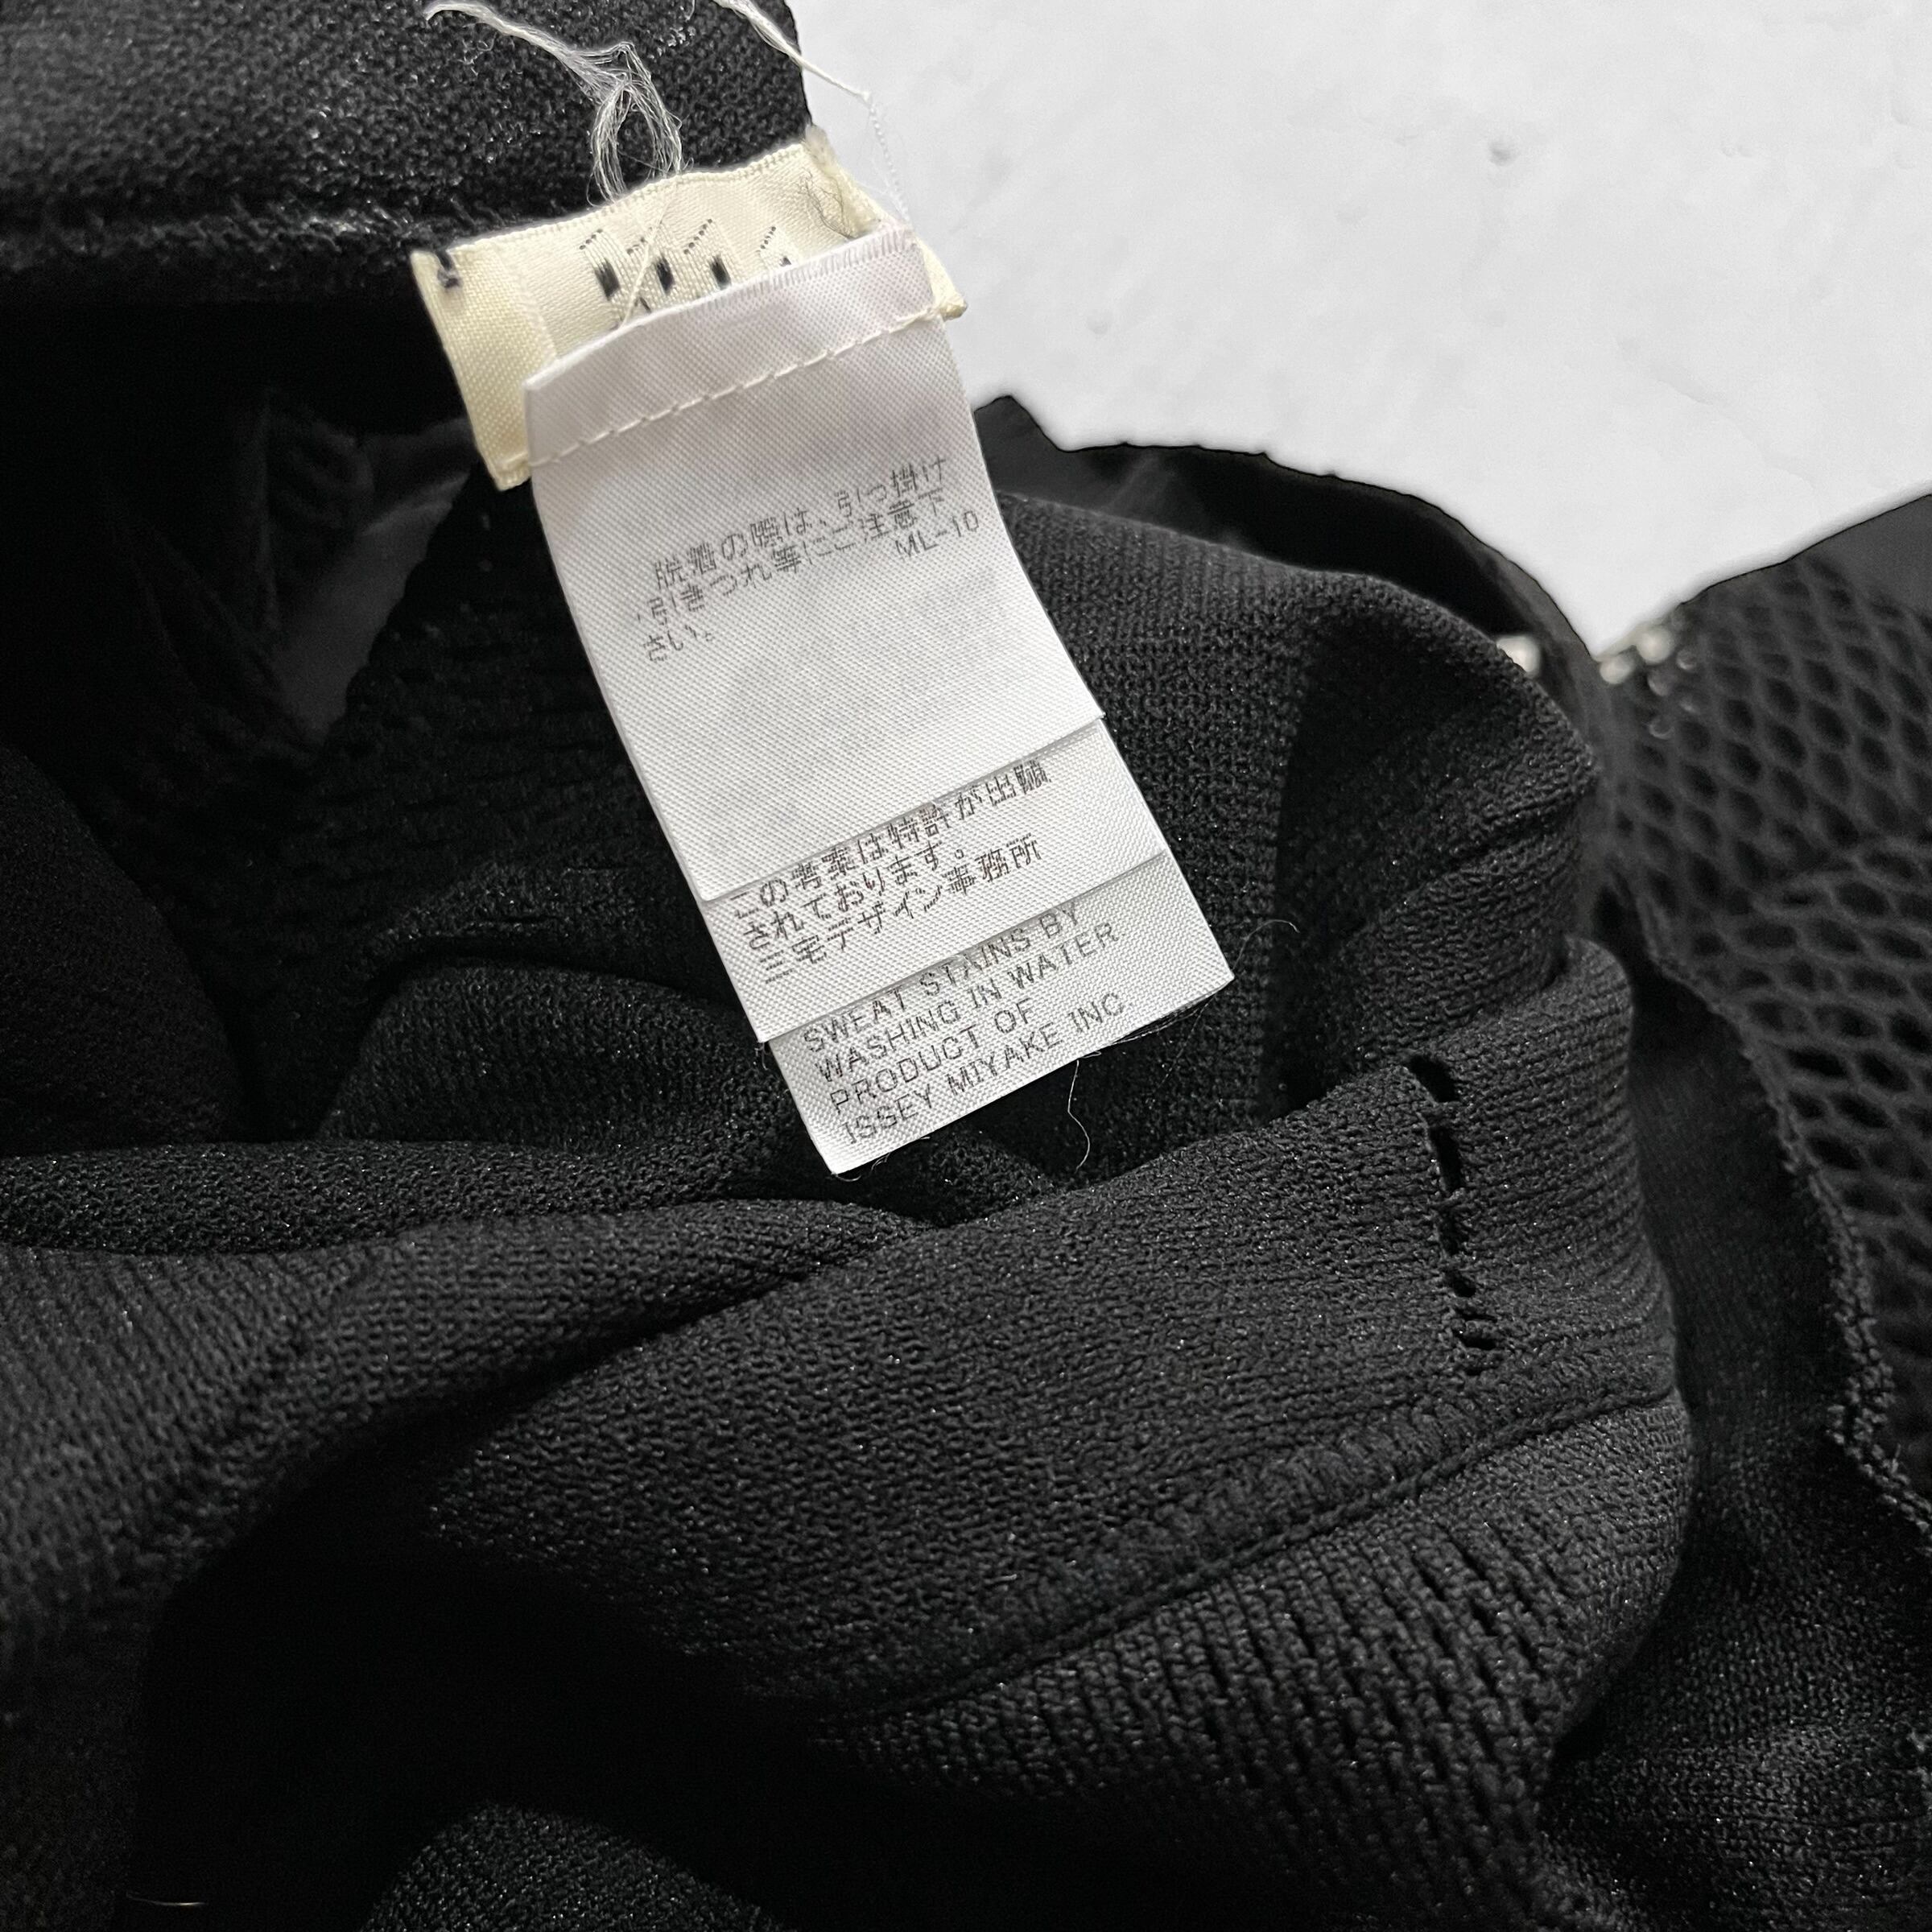 ・脱着の際は、引っ掛け
引きつれ等にご注意下
さい。
ML-10
この考案は特許が出願
されております。
三宅デザイン事務所
SWEAT STAINS BY
WASHING IN WATER
PRODUCT OF
ISSEY MIYAKE INC